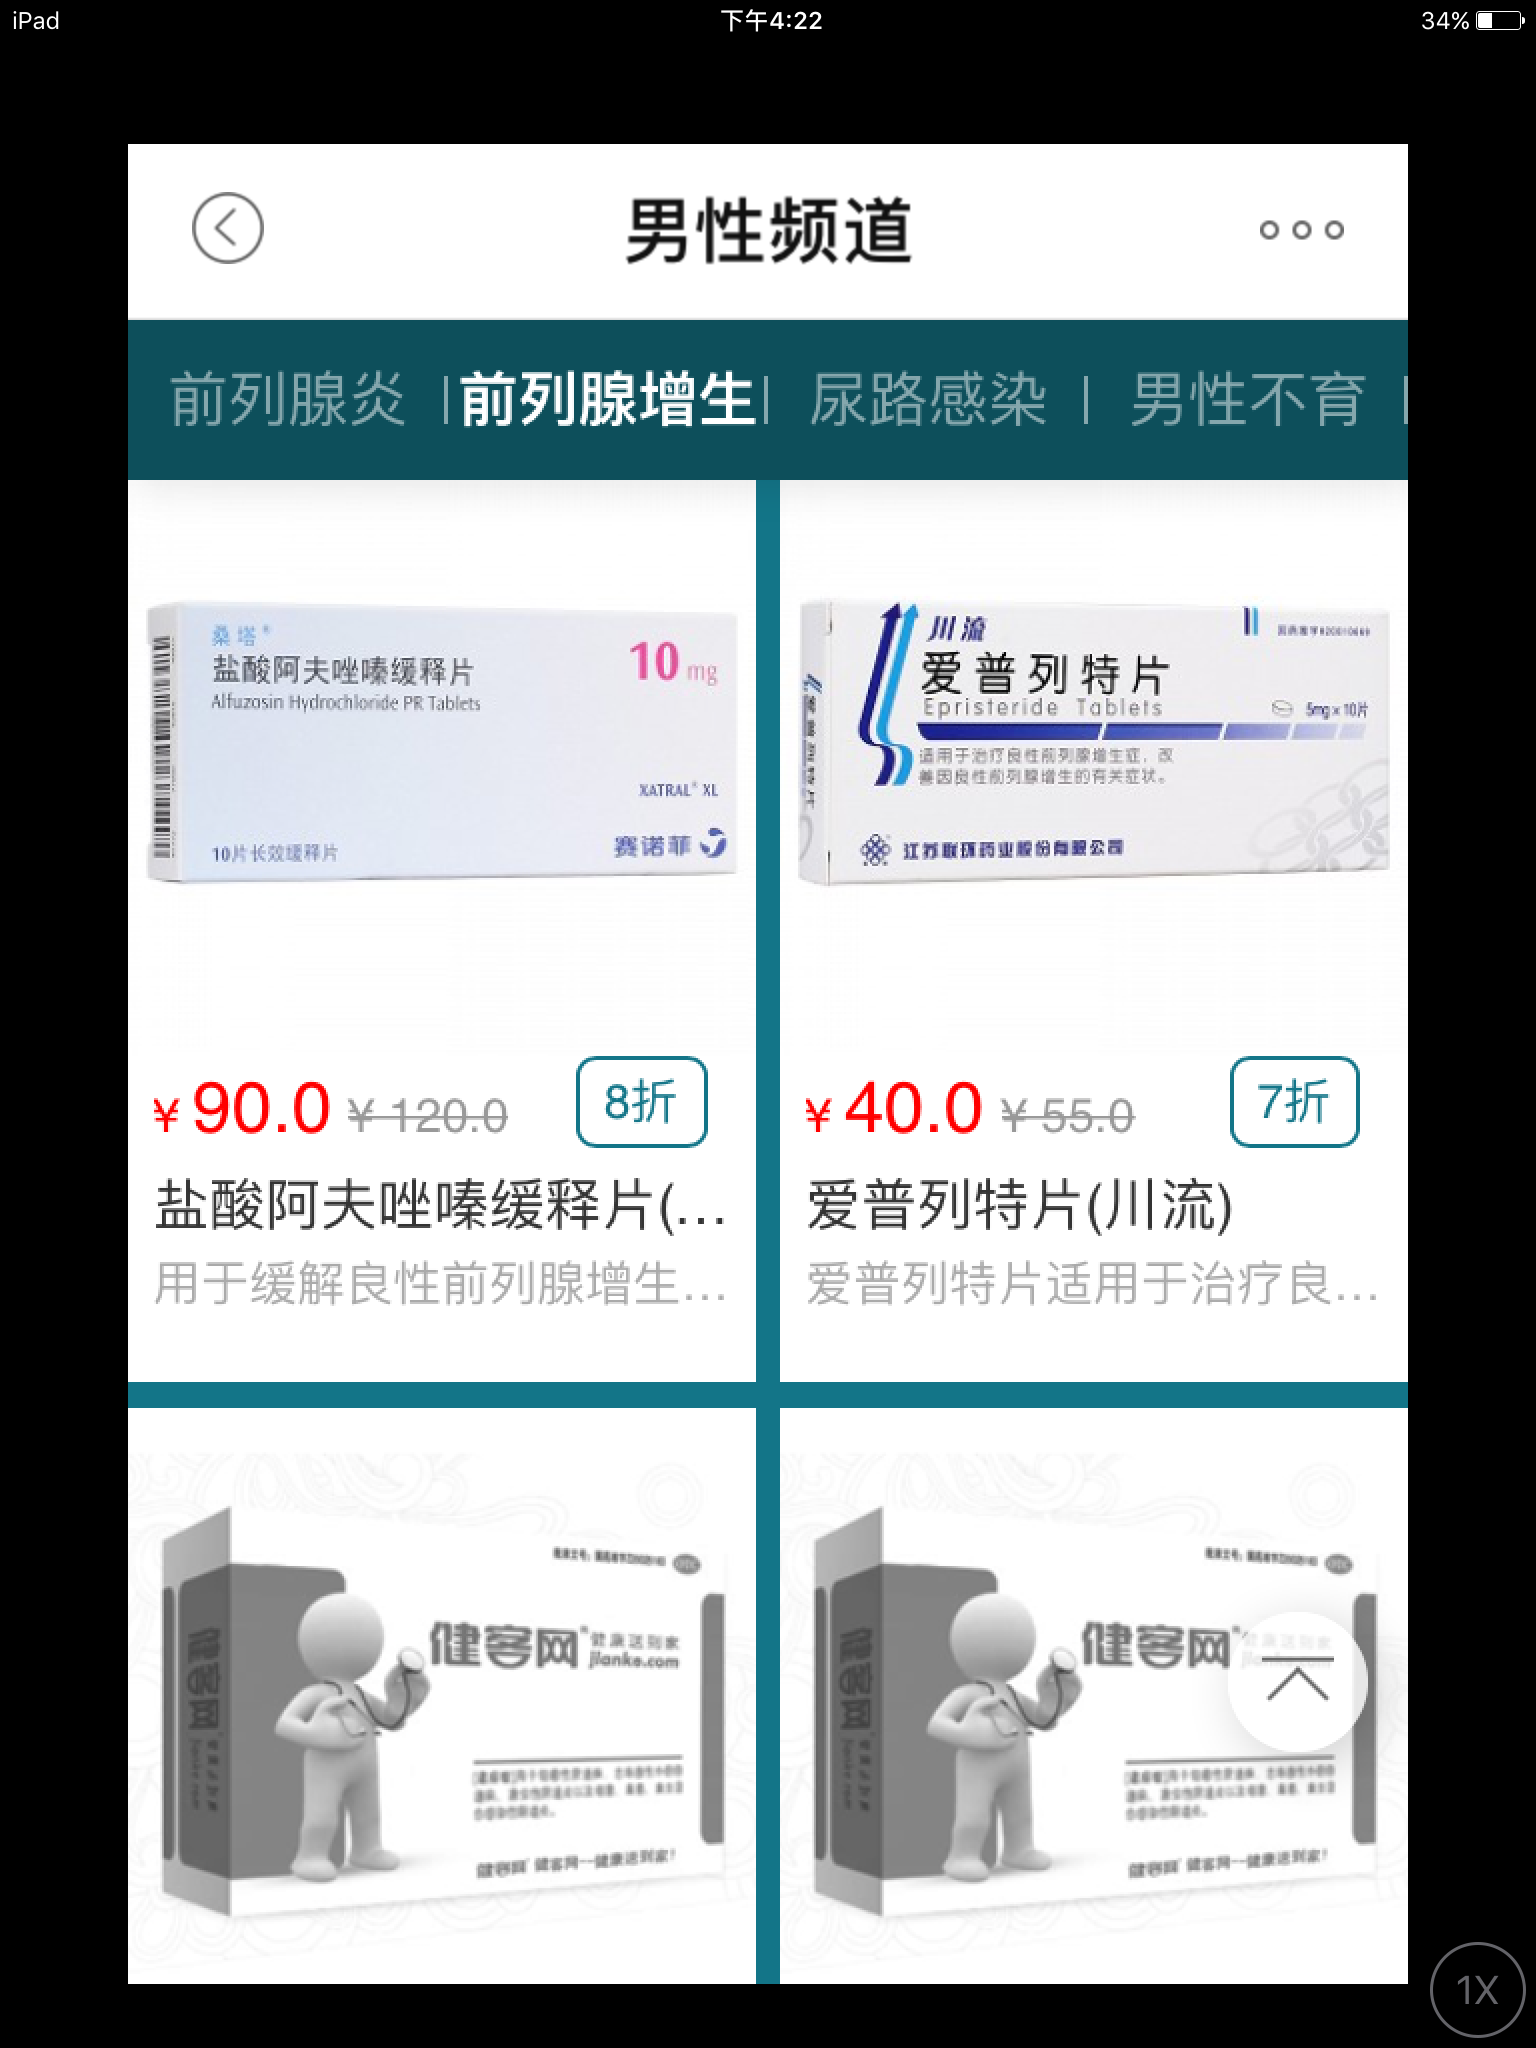 iPad 下午4:22 34%
男性频道
前列腺炎 前列腺增生 尿路感染 男性不育
桑塔®
盐酸阿夫唑嗪缓释片
Alfuzosin Hydrochloride PR Tablets
10 mg
XATRAL® XL
10片长效缓释片
赛诺菲
川流
爱普列特片
Epristeride Tablets
5mg×10片
适用于治疗良性前列腺增生症，改
善因良性前列腺增生的有关症状。
江苏联环药业股份有限公司
¥90.0 ¥120.0 8折
盐酸阿夫唑嗪缓释片(...
用于缓解良性前列腺增生...
¥40.0 ¥55.0 7折
爱普列特片(川流)
爱普列特片适用于治疗良...
健客网
健客网® 健康送到家
jianke.com
健客网 健客网--健康送到家!
健客网
健客网
健客网 健客网--健康送到家!
1X